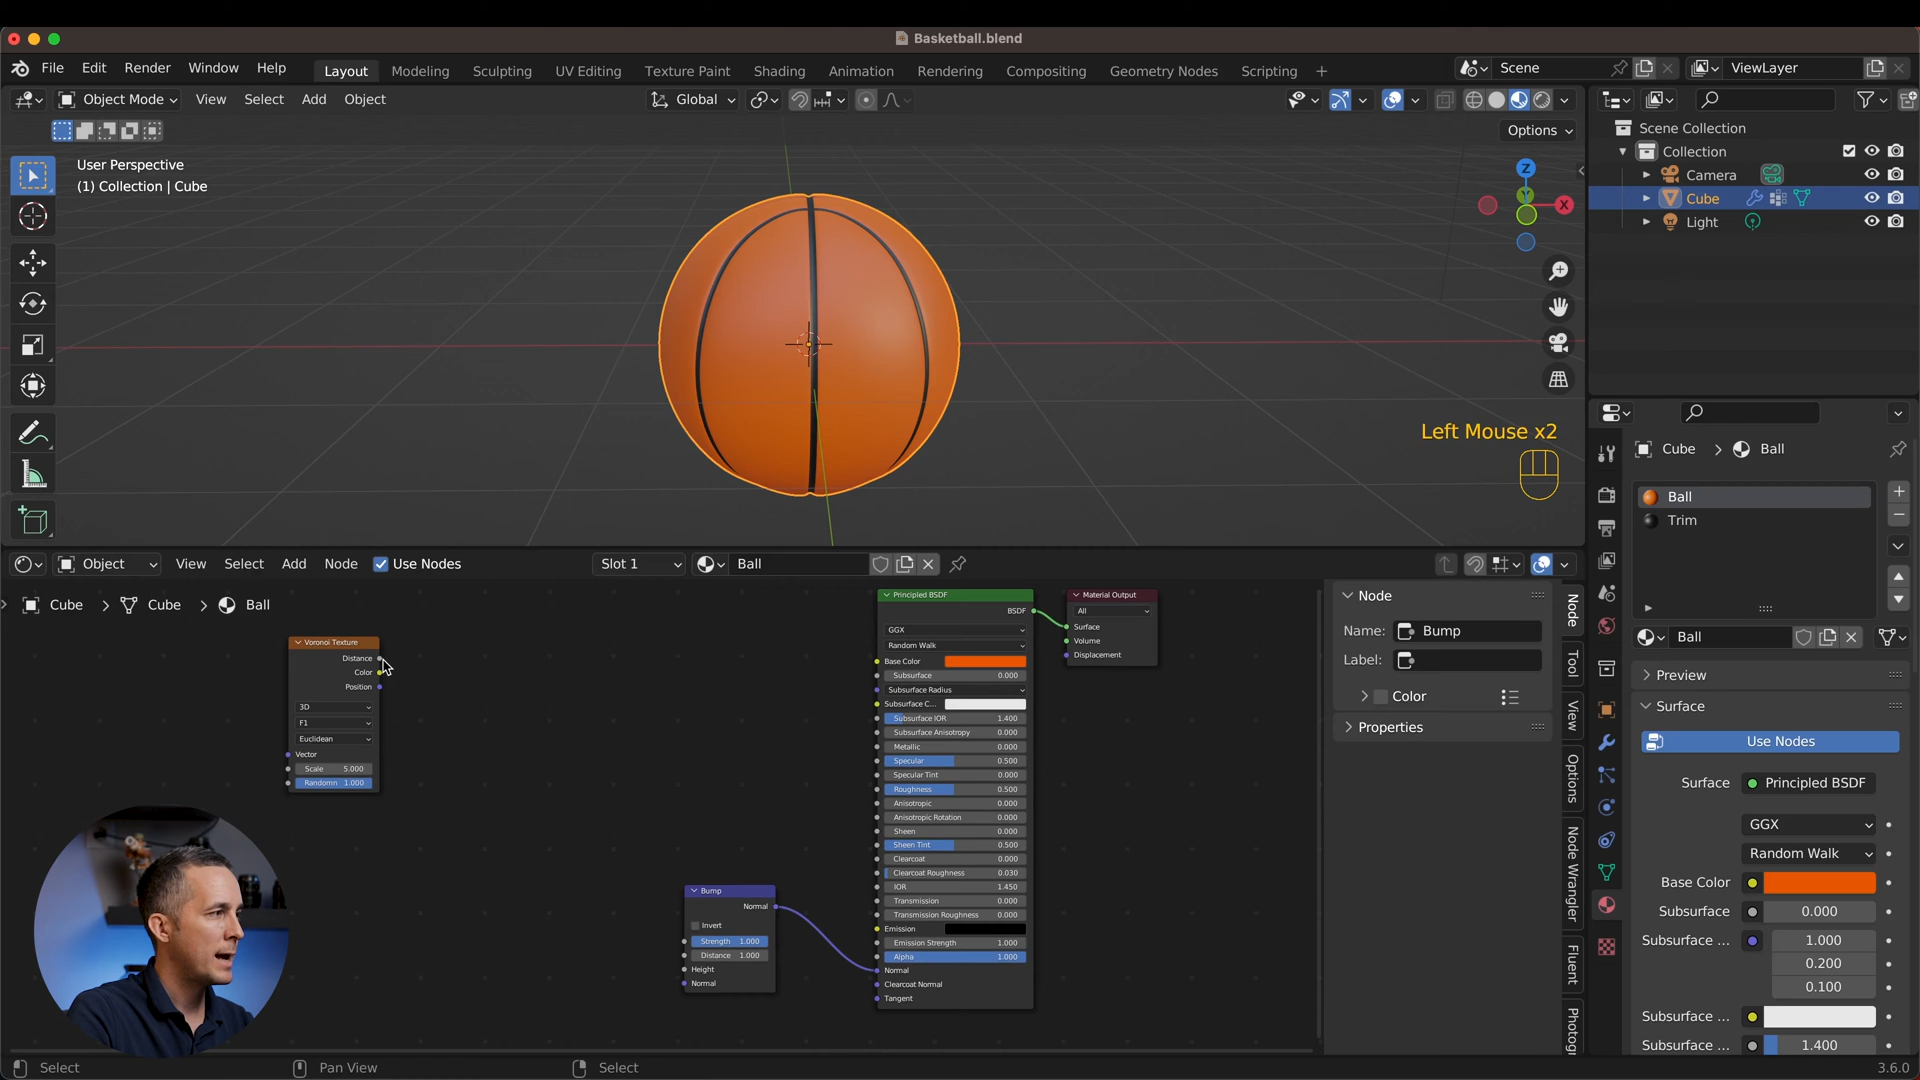 Basketball.blend
File Edit Render Window Help Layout Modeling Sculpting UV Editing Texture Paint Shading Animation Rendering Compositing Geometry Nodes Scripting + Scene ViewLayer
Object Mode View Select Add Object Global
Options
User Perspective
(1) Collection | Cube
Z
X
Left Mouse x2
Scene Collection
Collection
Camera
Cube
Light
Object View Select Add Node Use Nodes Slot 1 Ball
Cube > Cube > Ball
Voronoi Texture
Distance
Color
Position
3D
F1
Euclidean
Vector
Scale 5.000
Randomn 1.000
Bump
Normal
Invert
Strength 1.000
Distance 1.000
Height
Normal
Principled BSDF
BSDF
GGX
Random Walk
Base Color
Subsurface 0.000
Subsurface Radius
Subsurface C...
Subsurface IOR 1.400
Subsurface Anisotropy 0.000
Metallic 0.000
Specular 0.500
Specular Tint 0.000
Roughness 0.500
Anisotropic 0.000
Anisotropic Rotation 0.000
Sheen 0.000
Sheen Tint 0.500
Clearcoat 0.000
Clearcoat Roughness 0.030
IOR 1.450
Transmission 0.000
Transmission Roughness 0.000
Emission
Emission Strength 1.000
Alpha 1.000
Normal
Clearcoat Normal
Tangent
Material Output
All
Surface
Volume
Displacement
Node
Name: Bump
Label:
Color
Properties
Node
Tool
View
Options
Node Wrangler
Fluent
Photogr
Cube > Ball
Ball
Trim
Ball
Preview
Surface
Use Nodes
Surface Principled BSDF
GGX
Random Walk
Base Color
Subsurface 0.000
Subsurface ... 1.000
0.200
0.100
Subsurface ...
Subsurface ... 1.400
Select Pan View Select 3.6.0